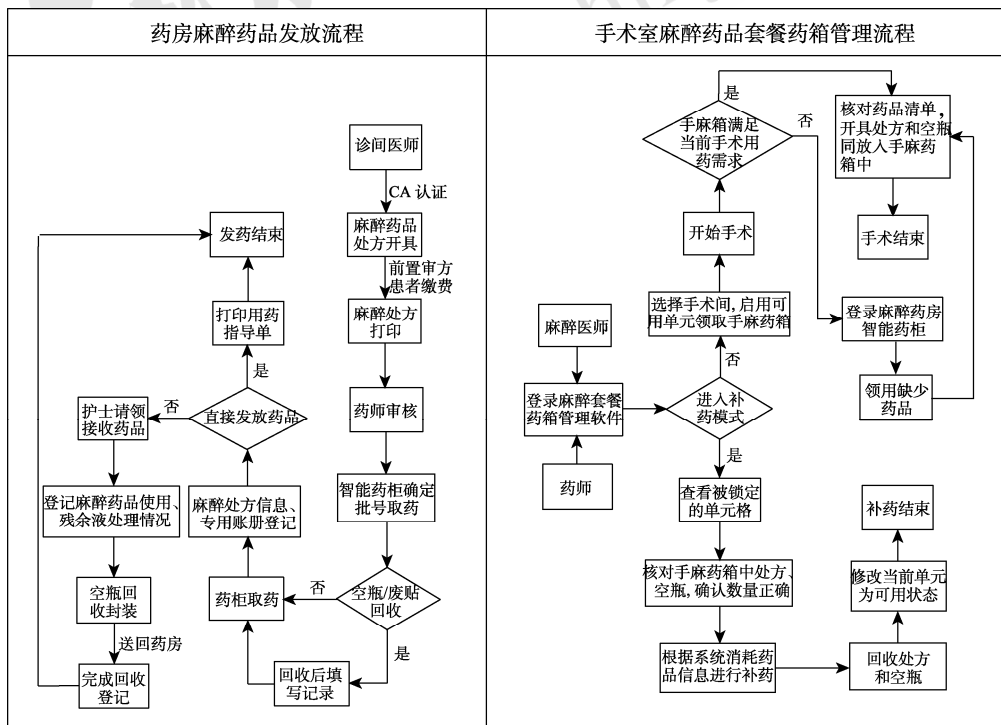 药房麻醉药品发放流程
诊间医师
CA 认证
麻醉药品
处方开具
前置审方
患者缴费
麻醉处方
打印
药师审核
智能药柜确定
批号取药
空瓶/废贴
回收
否
是
回收后填
写记录
药柜取药
麻醉处方信息、
专用账册登记
直接发放药品
是
否
打印用药
指导单
发药结束
护士请领
接收药品
登记麻醉药品使用、
残余液处理情况
空瓶回
收封装
送回药房
完成回收
登记
手术室麻醉药品套餐药箱管理流程
麻醉医师
登录麻醉套餐
药箱管理软件
药师
进入补
药模式
否
是
选择手术间，启用可
用单元领取手麻药箱
开始手术
手麻箱满足
当前手术用
药需求
是
否
核对药品清单，
开具处方和空瓶
同放入手麻药
箱中
手术结束
登录麻醉药房
智能药柜
领用缺少
药品
查看被锁定
的单元格
核对手麻药箱中处方、
空瓶，确认数量正确
根据系统消耗药
品信息进行补药
回收处方
和空瓶
修改当前单元
为可用状态
补药结束